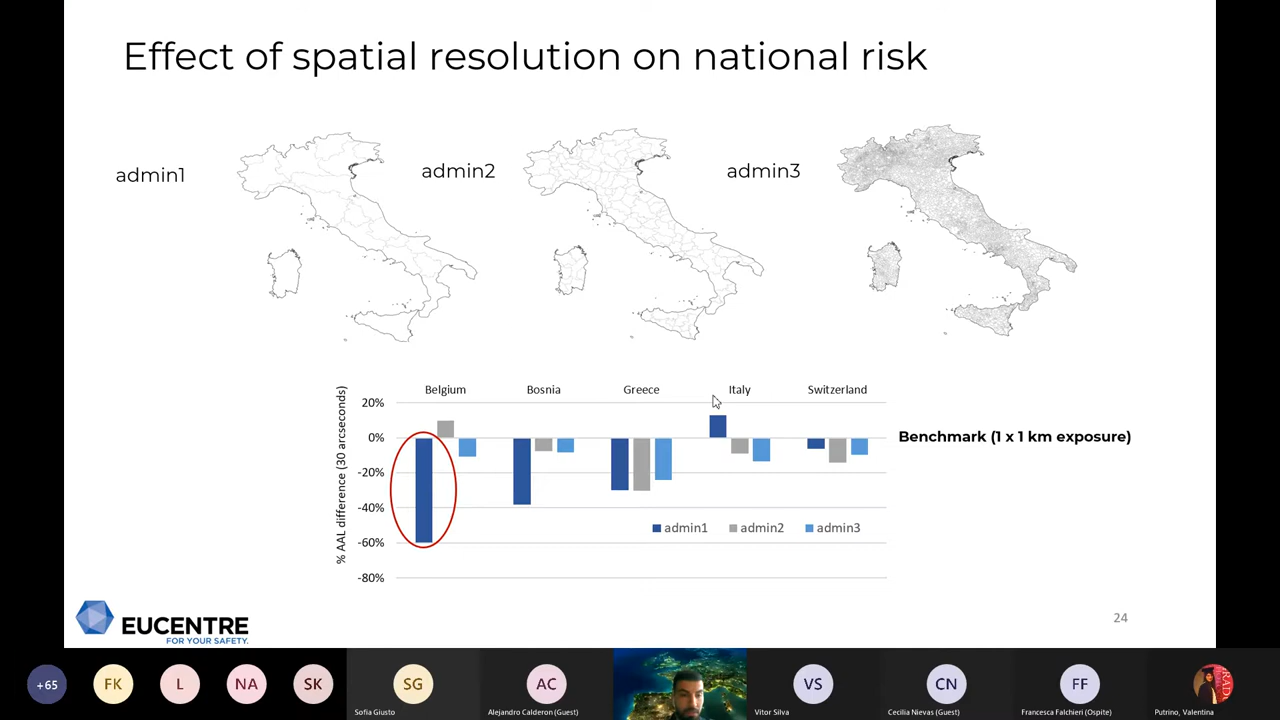 Effect of spatial resolution on national risk
admin1
admin2
admin3
Belgium
Bosnia
Greece
Italy
Switzerland
% AAL difference (30 arcseconds)
20%
0%
-20%
-40%
-60%
-80%
Benchmark (1 x 1 km exposure)
admin1
admin2
admin3
EUCENTRE
FOR YOUR SAFETY.
24
+65
FK
L
NA
SK
SG
Sofia Giusto
AC
Alejandro Calderon (Guest)
VS
Vitor Silva
CN
Cecilia Nievas (Guest)
FF
Francesca Falchieri (Ospite)
Putrino, Valentina